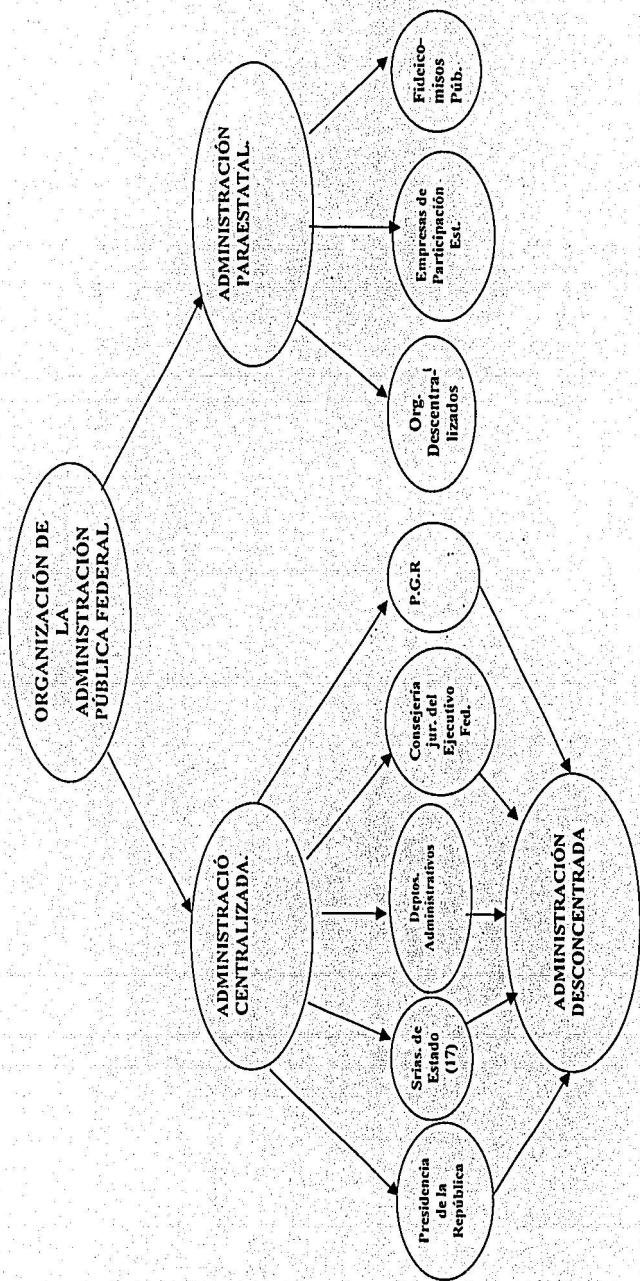 ORGANIZACIÓN DE
LA
ADMINISTRACIÓN
PÚBLICA FEDERAL
ADMINISTRACIÓ
CENTRALIZADA.
ADMINISTRACIÓN
PARAESTATAL.
Presidencia
de la
República
Srias. de
Estado
(17)
Deptos.
Administrativos
Consejería
jur. del
Ejecutivo
Fed.
P.G.R
Org.
Descentra-
lizados
Empresas de
Participación
Est.
Fideico-
misos
Púb.
ADMINISTRACIÓN
DESCONCENTRADA